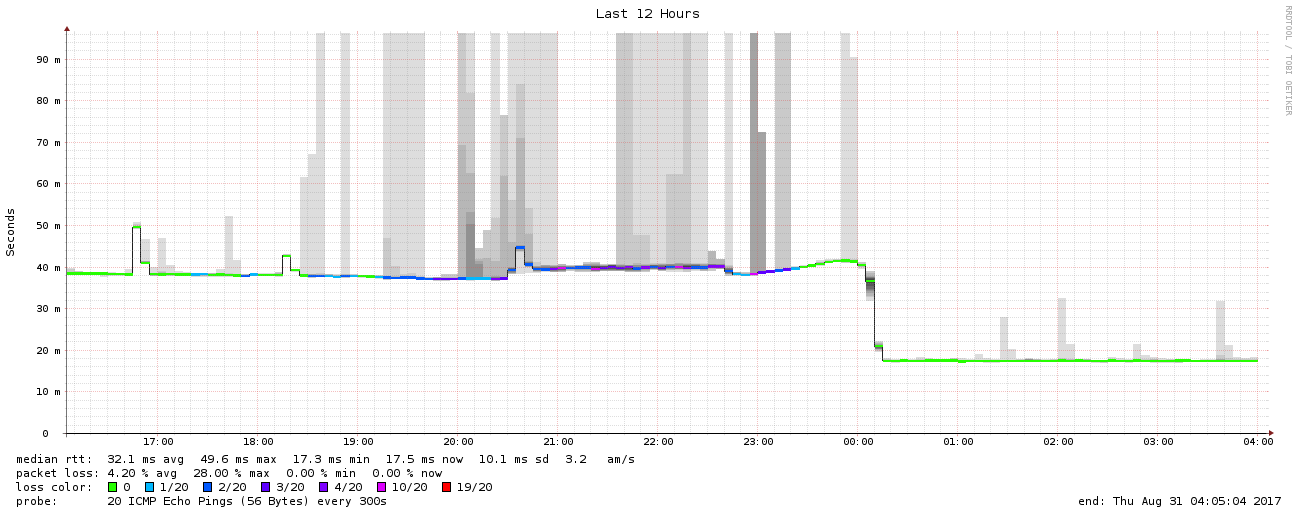 Last 12 Hours
RRDTOOL / TOBI OETIKER
Seconds
90 m
80 m
70 m
60 m
50 m
40 m
30 m
20 m
10 m
0
17:00 18:00 19:00 20:00 21:00 22:00 23:00 00:00 01:00 02:00 03:00 04:00
median rtt: 32.1 ms avg 49.6 ms max 17.3 ms min 17.5 ms now 10.1 ms sd 3.2 am/s
packet loss: 4.20 % avg 28.00 % max 0.00 % min 0.00 % now
loss color: 0 1/20 2/20 3/20 4/20 10/20 19/20
probe: 20 ICMP Echo Pings (56 Bytes) every 300s
end: Thu Aug 31 04:05:04 2017